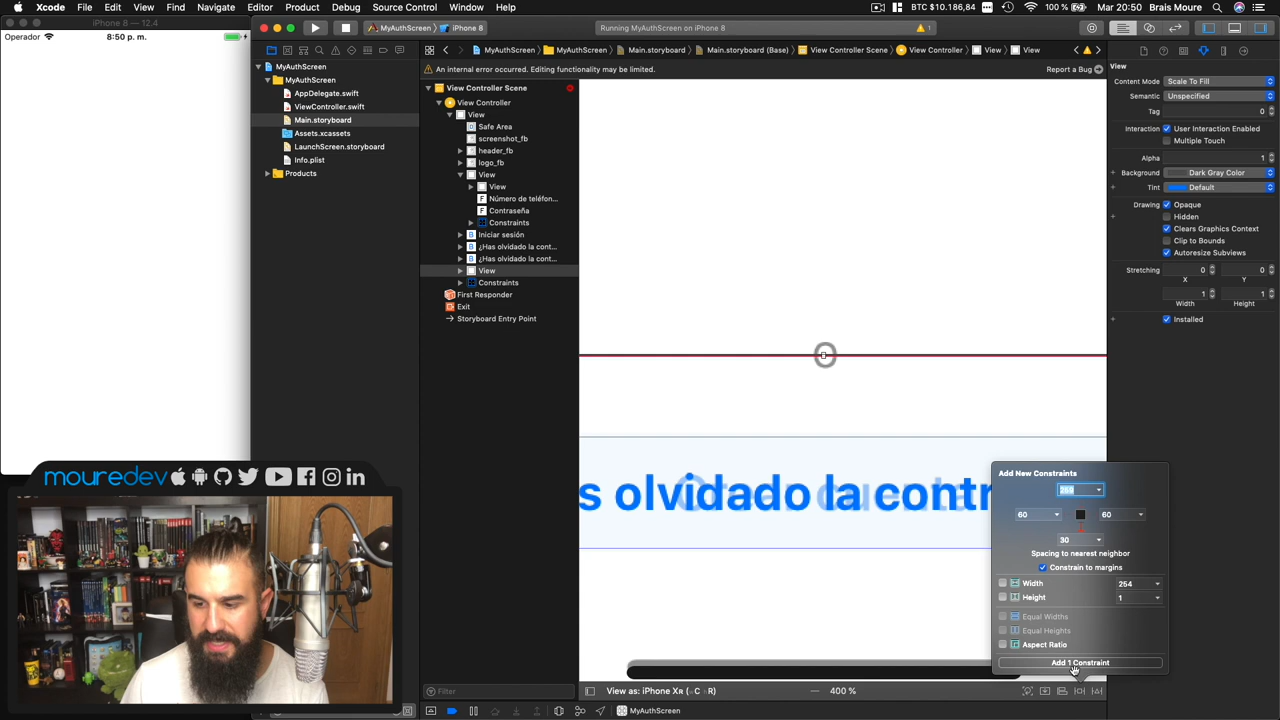 Xcode File Edit View Find Navigate Editor Product Debug Source Control Window Help
BTC $10.186,84
100 %
Mar 20:50 Brais Moure
iPhone 8 — 12.4
MyAuthScreen iPhone 8
Running MyAuthScreen on iPhone 8
1
Operador
8:50 p. m.
MyAuthScreen MyAuthScreen Main.storyboard Main.storyboard (Base) View Controller Scene View Controller View View
An internal error occurred. Editing functionality may be limited.
Report a Bug
MyAuthScreen
MyAuthScreen
AppDelegate.swift
ViewController.swift
Main.storyboard
Assets.xcassets
LaunchScreen.storyboard
Info.plist
Products
View Controller Scene
View Controller
View
Safe Area
screenshot_fb
header_fb
logo_fb
View
View
F Número de teléfon...
F Contraseña
Constraints
B Iniciar sesión
B ¿Has olvidado la cont...
B ¿Has olvidado la cont...
View
Constraints
First Responder
Exit
Storyboard Entry Point
View
Content Mode Scale To Fill
Semantic Unspecified
Tag 0
Interaction User Interaction Enabled
Multiple Touch
Alpha 1
Background Dark Gray Color
Tint Default
Drawing Opaque
Hidden
Clears Graphics Context
Clip to Bounds
Autoresize Subviews
Stretching 0 0
X Y
1 1
Width Height
Installed
s olvidado la contr
Add New Constraints
60 60
30
Spacing to nearest neighbor
Constrain to margins
Width 254
Height 1
Equal Widths
Equal Heights
Aspect Ratio
Add 1 Constraint
mouredev
Filter
View as: iPhone XR (wC hR)
400 %
MyAuthScreen